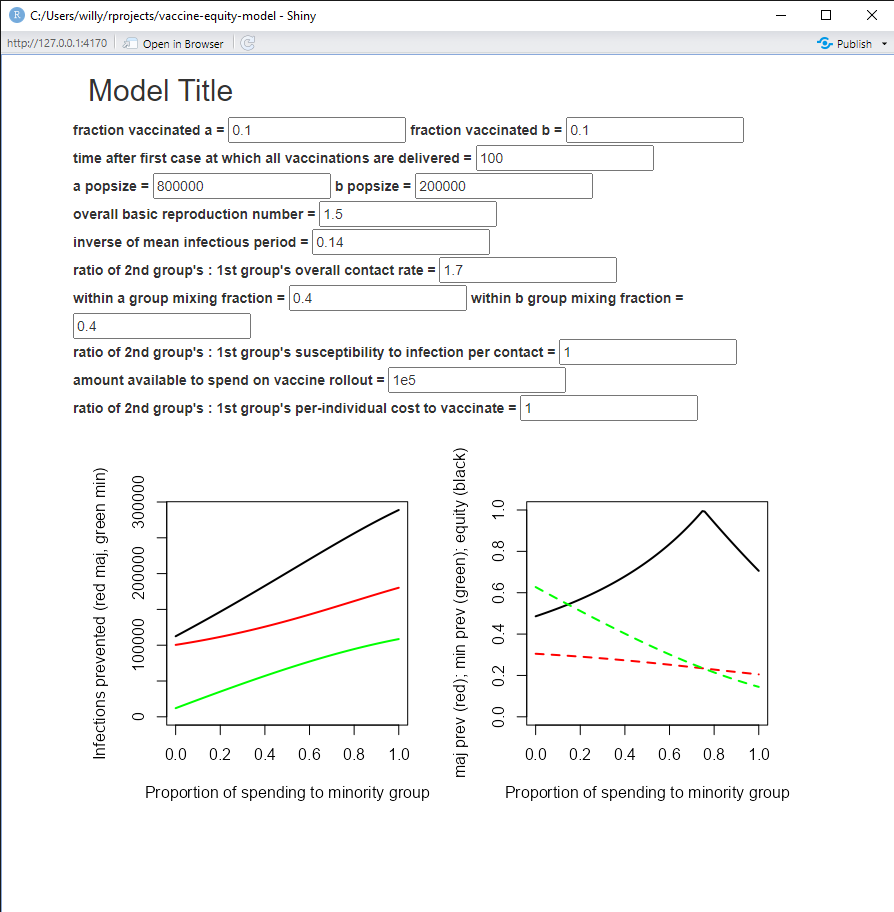 C:/Users/willy/rprojects/vaccine-equity-model - Shiny
http://127.0.0.1:4170 Open in Browser Publish
Model Title
fraction vaccinated a = 0.1 fraction vaccinated b = 0.1
time after first case at which all vaccinations are delivered = 100
a popsize = 800000 b popsize = 200000
overall basic reproduction number = 1.5
inverse of mean infectious period = 0.14
ratio of 2nd group's : 1st group's overall contact rate = 1.7
within a group mixing fraction = 0.4 within b group mixing fraction =
0.4
ratio of 2nd group's : 1st group's susceptibility to infection per contact = 1
amount available to spend on vaccine rollout = 1e5
ratio of 2nd group's : 1st group's per-individual cost to vaccinate = 1
Infections prevented (red maj, green min)
300000
200000
100000
0
0.0 0.2 0.4 0.6 0.8 1.0
Proportion of spending to minority group
maj prev (red); min prev (green); equity (black)
1.0
0.8
0.6
0.4
0.2
0.0
0.0 0.2 0.4 0.6 0.8 1.0
Proportion of spending to minority group